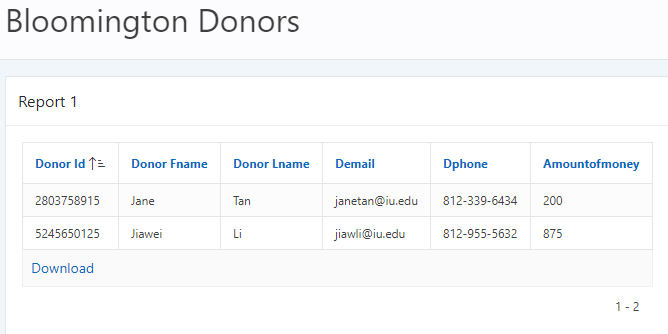 Bloomington Donors
Report 1
Donor Id Donor Fname Donor Lname Demail Dphone Amountofmoney
2803758915 Jane Tan janetan@iu.edu 812-339-6434 200
5245650125 Jiawei Li jiawli@iu.edu 812-955-5632 875
Download
1 - 2